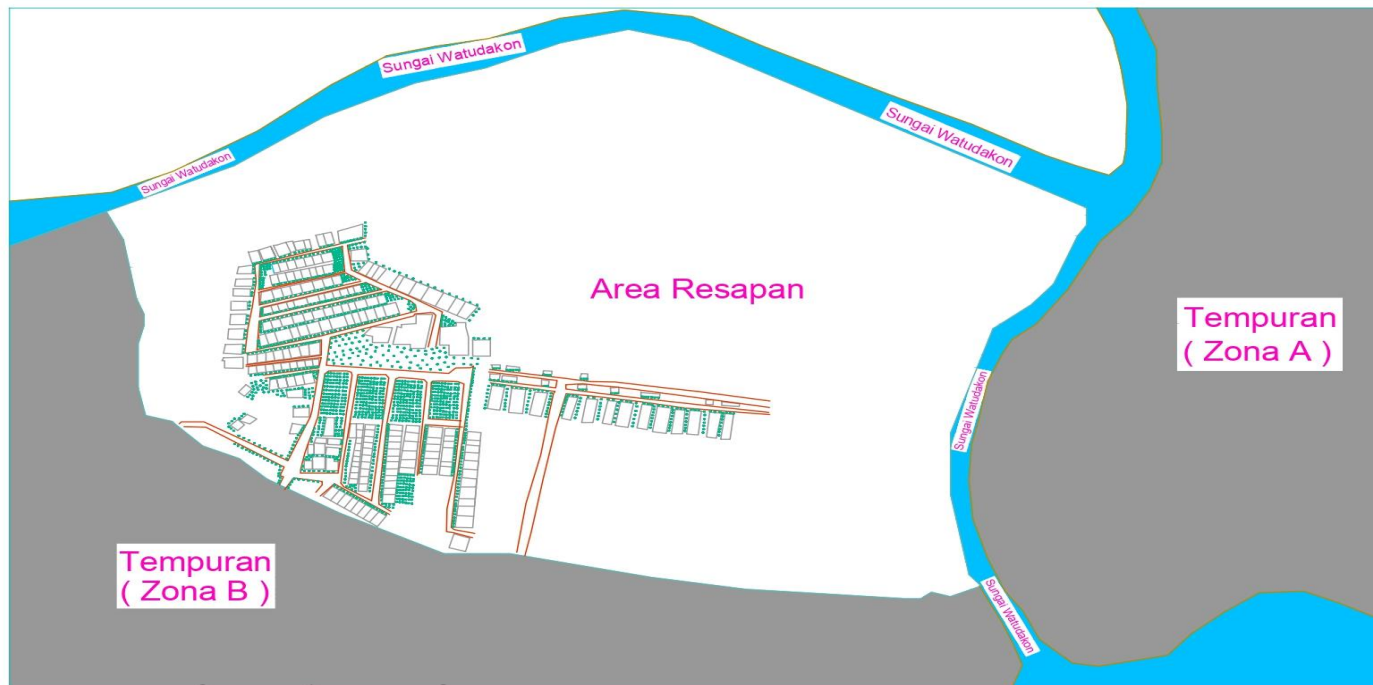 Sungai Watudakon
Sungai Watudakon
Sungai Watudakon
Area Resapan
Tempuran
( Zona A )
Sungai Watudakon
Tempuran
( Zona B )
Sungai Watudakon